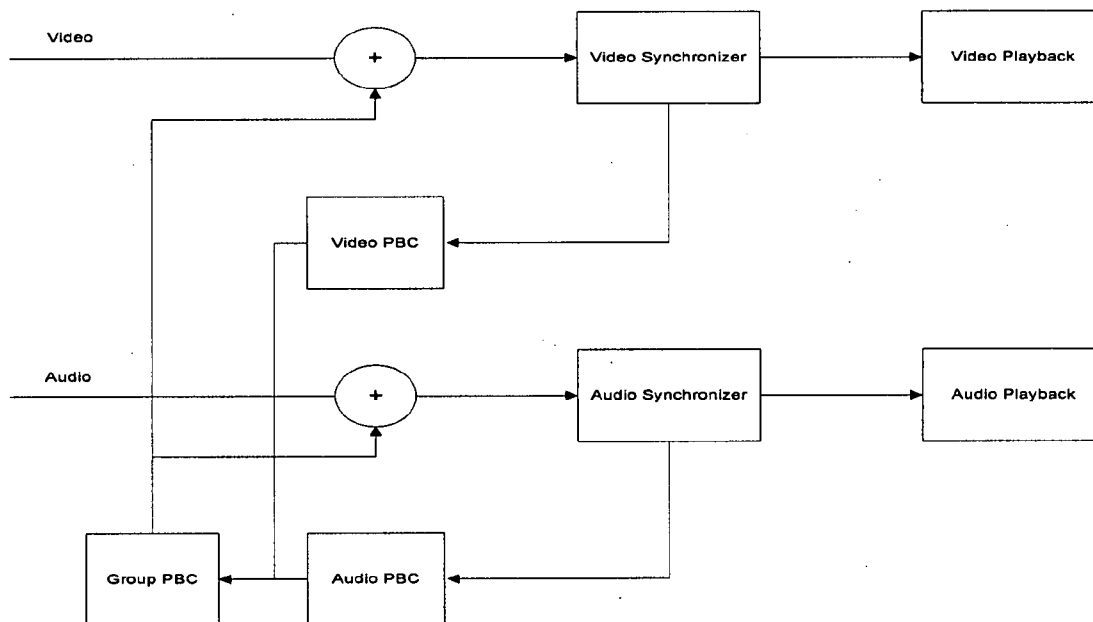 Video
+
Video Synchronizer
Video Playback
Video PBC
Audio
+
Audio Synchronizer
Audio Playback
Group PBC
Audio PBC